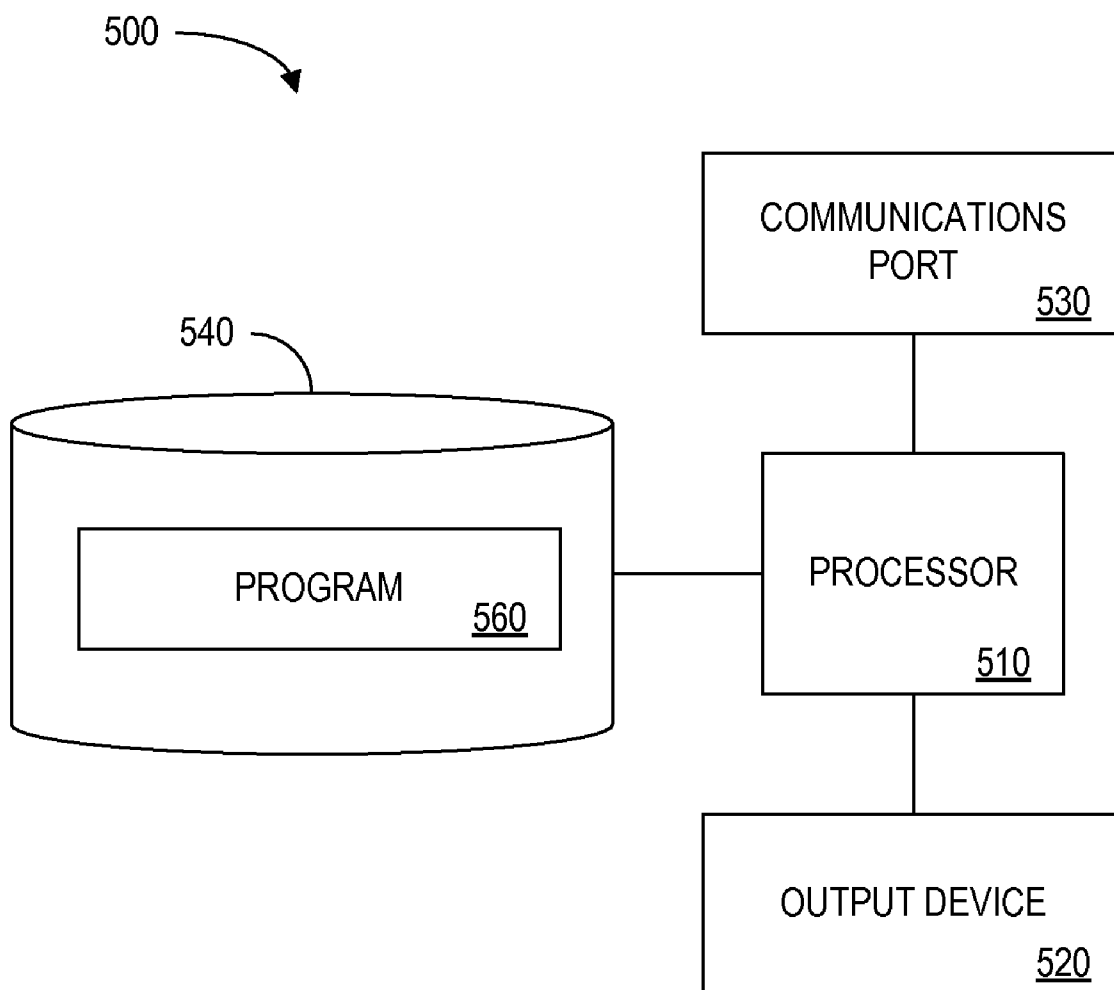 500
COMMUNICATIONS
PORT
530
540
PROGRAM
560
PROCESSOR
510
OUTPUT DEVICE
520